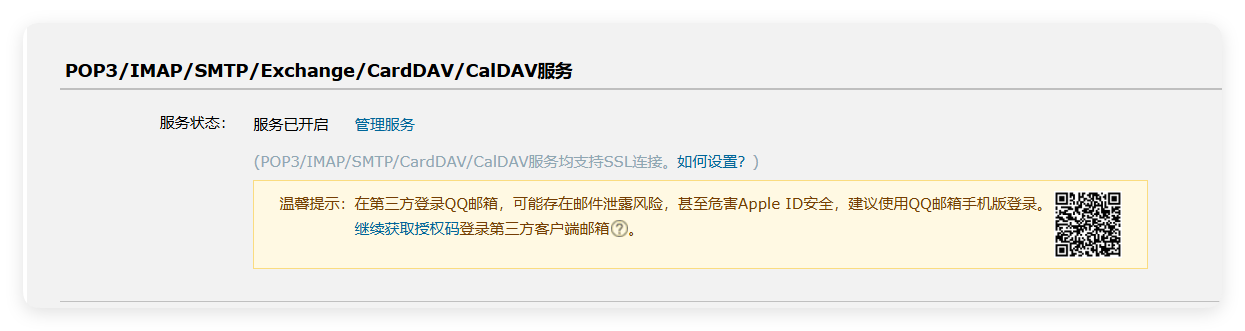 POP3/IMAP/SMTP/Exchange/CardDAV/CalDAV服务
服务状态： 服务已开启 管理服务
(POP3/IMAP/SMTP/CardDAV/CalDAV服务均支持SSL连接。如何设置？)
温馨提示：在第三方登录QQ邮箱，可能存在邮件泄露风险，甚至危害Apple ID安全，建议使用QQ邮箱手机版登录。
继续获取授权码登录第三方客户端邮箱?。